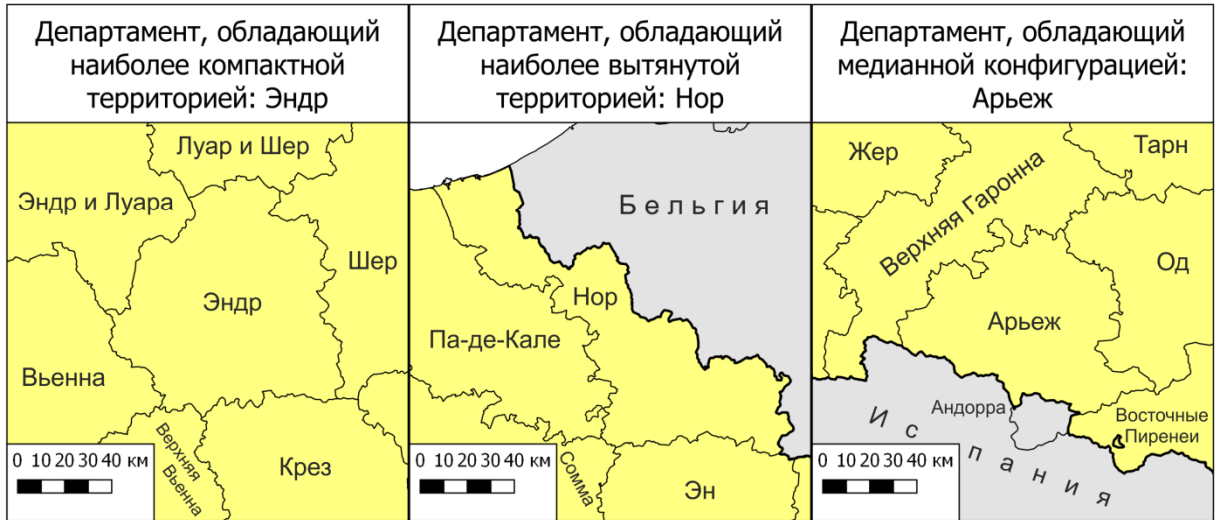 Департамент, обладающий
наиболее компактной
территорией: Эндр
Луар и Шер
Эндр и Луара
Шер
Эндр
Вьенна
Верхняя
Вьенна
Крез
0 10 20 30 40 км
Департамент, обладающий
наиболее вытянутой
территорией: Нор
Бельгия
Нор
Па-де-Кале
Сомма
Эн
0 10 20 30 40 км
Департамент, обладающий
медианной конфигурацией:
Арьеж
Жер
Тарн
Верхняя Гаронна
Од
Арьеж
Андорра
Восточные
Пиренеи
Испания
0 10 20 30 40 км